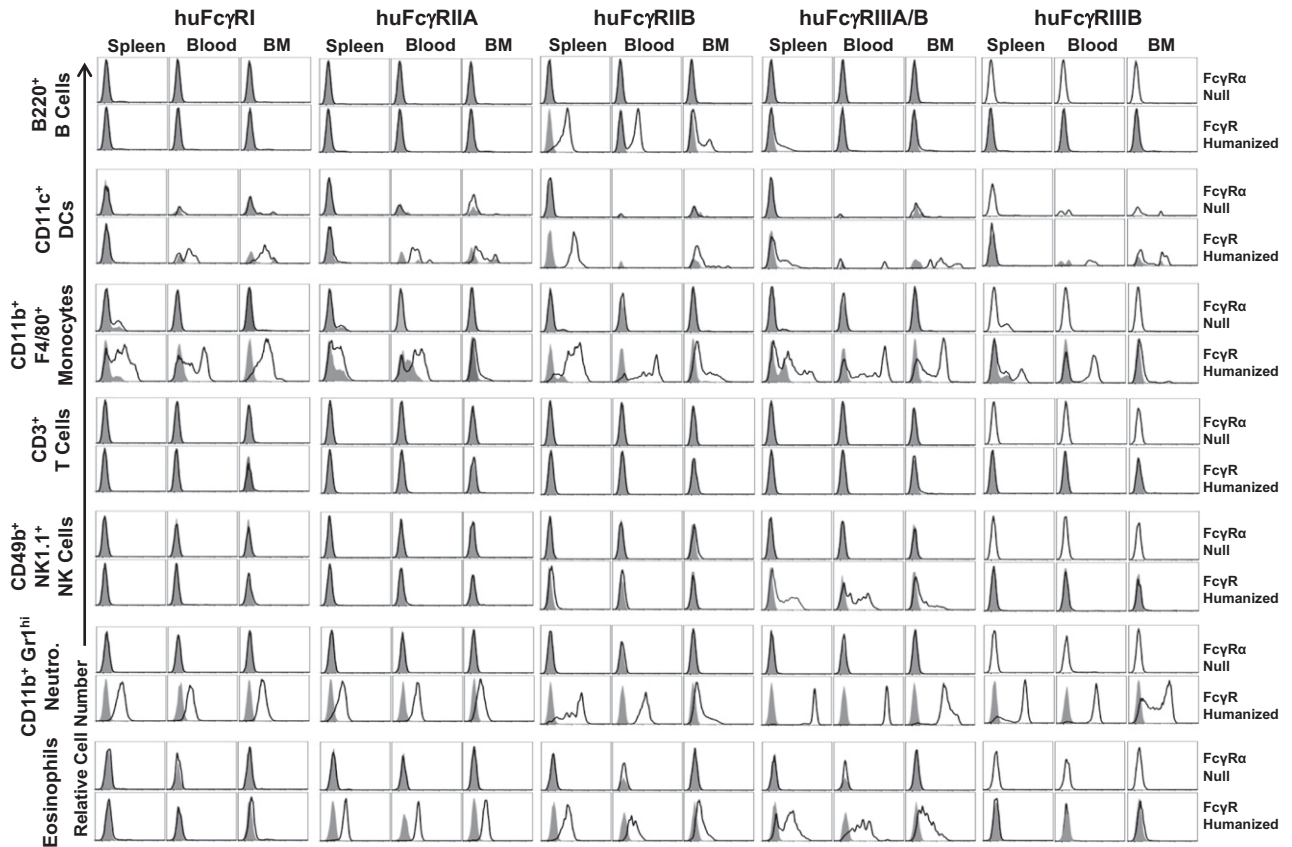 huFcγRI huFcγRIIA huFcγRIIB huFcγRIIIA/B huFcγRIIIB
Spleen Blood BM Spleen Blood BM Spleen Blood BM Spleen Blood BM Spleen Blood BM
B220⁺
B Cells
FcγRα
Null
FcγR
Humanized
CD11c⁺
DCs
FcγRα
Null
FcγR
Humanized
CD11b⁺
F4/80⁺
Monocytes
FcγRα
Null
FcγR
Humanized
CD3⁺
T Cells
FcγRα
Null
FcγR
Humanized
CD49b⁺
NK1.1⁺
NK Cells
FcγRα
Null
FcγR
Humanized
CD11b⁺ Gr1ʰⁱ
Neutro.
FcγRα
Null
FcγR
Humanized
Eosinophils
FcγRα
Null
FcγR
Humanized
Relative Cell Number